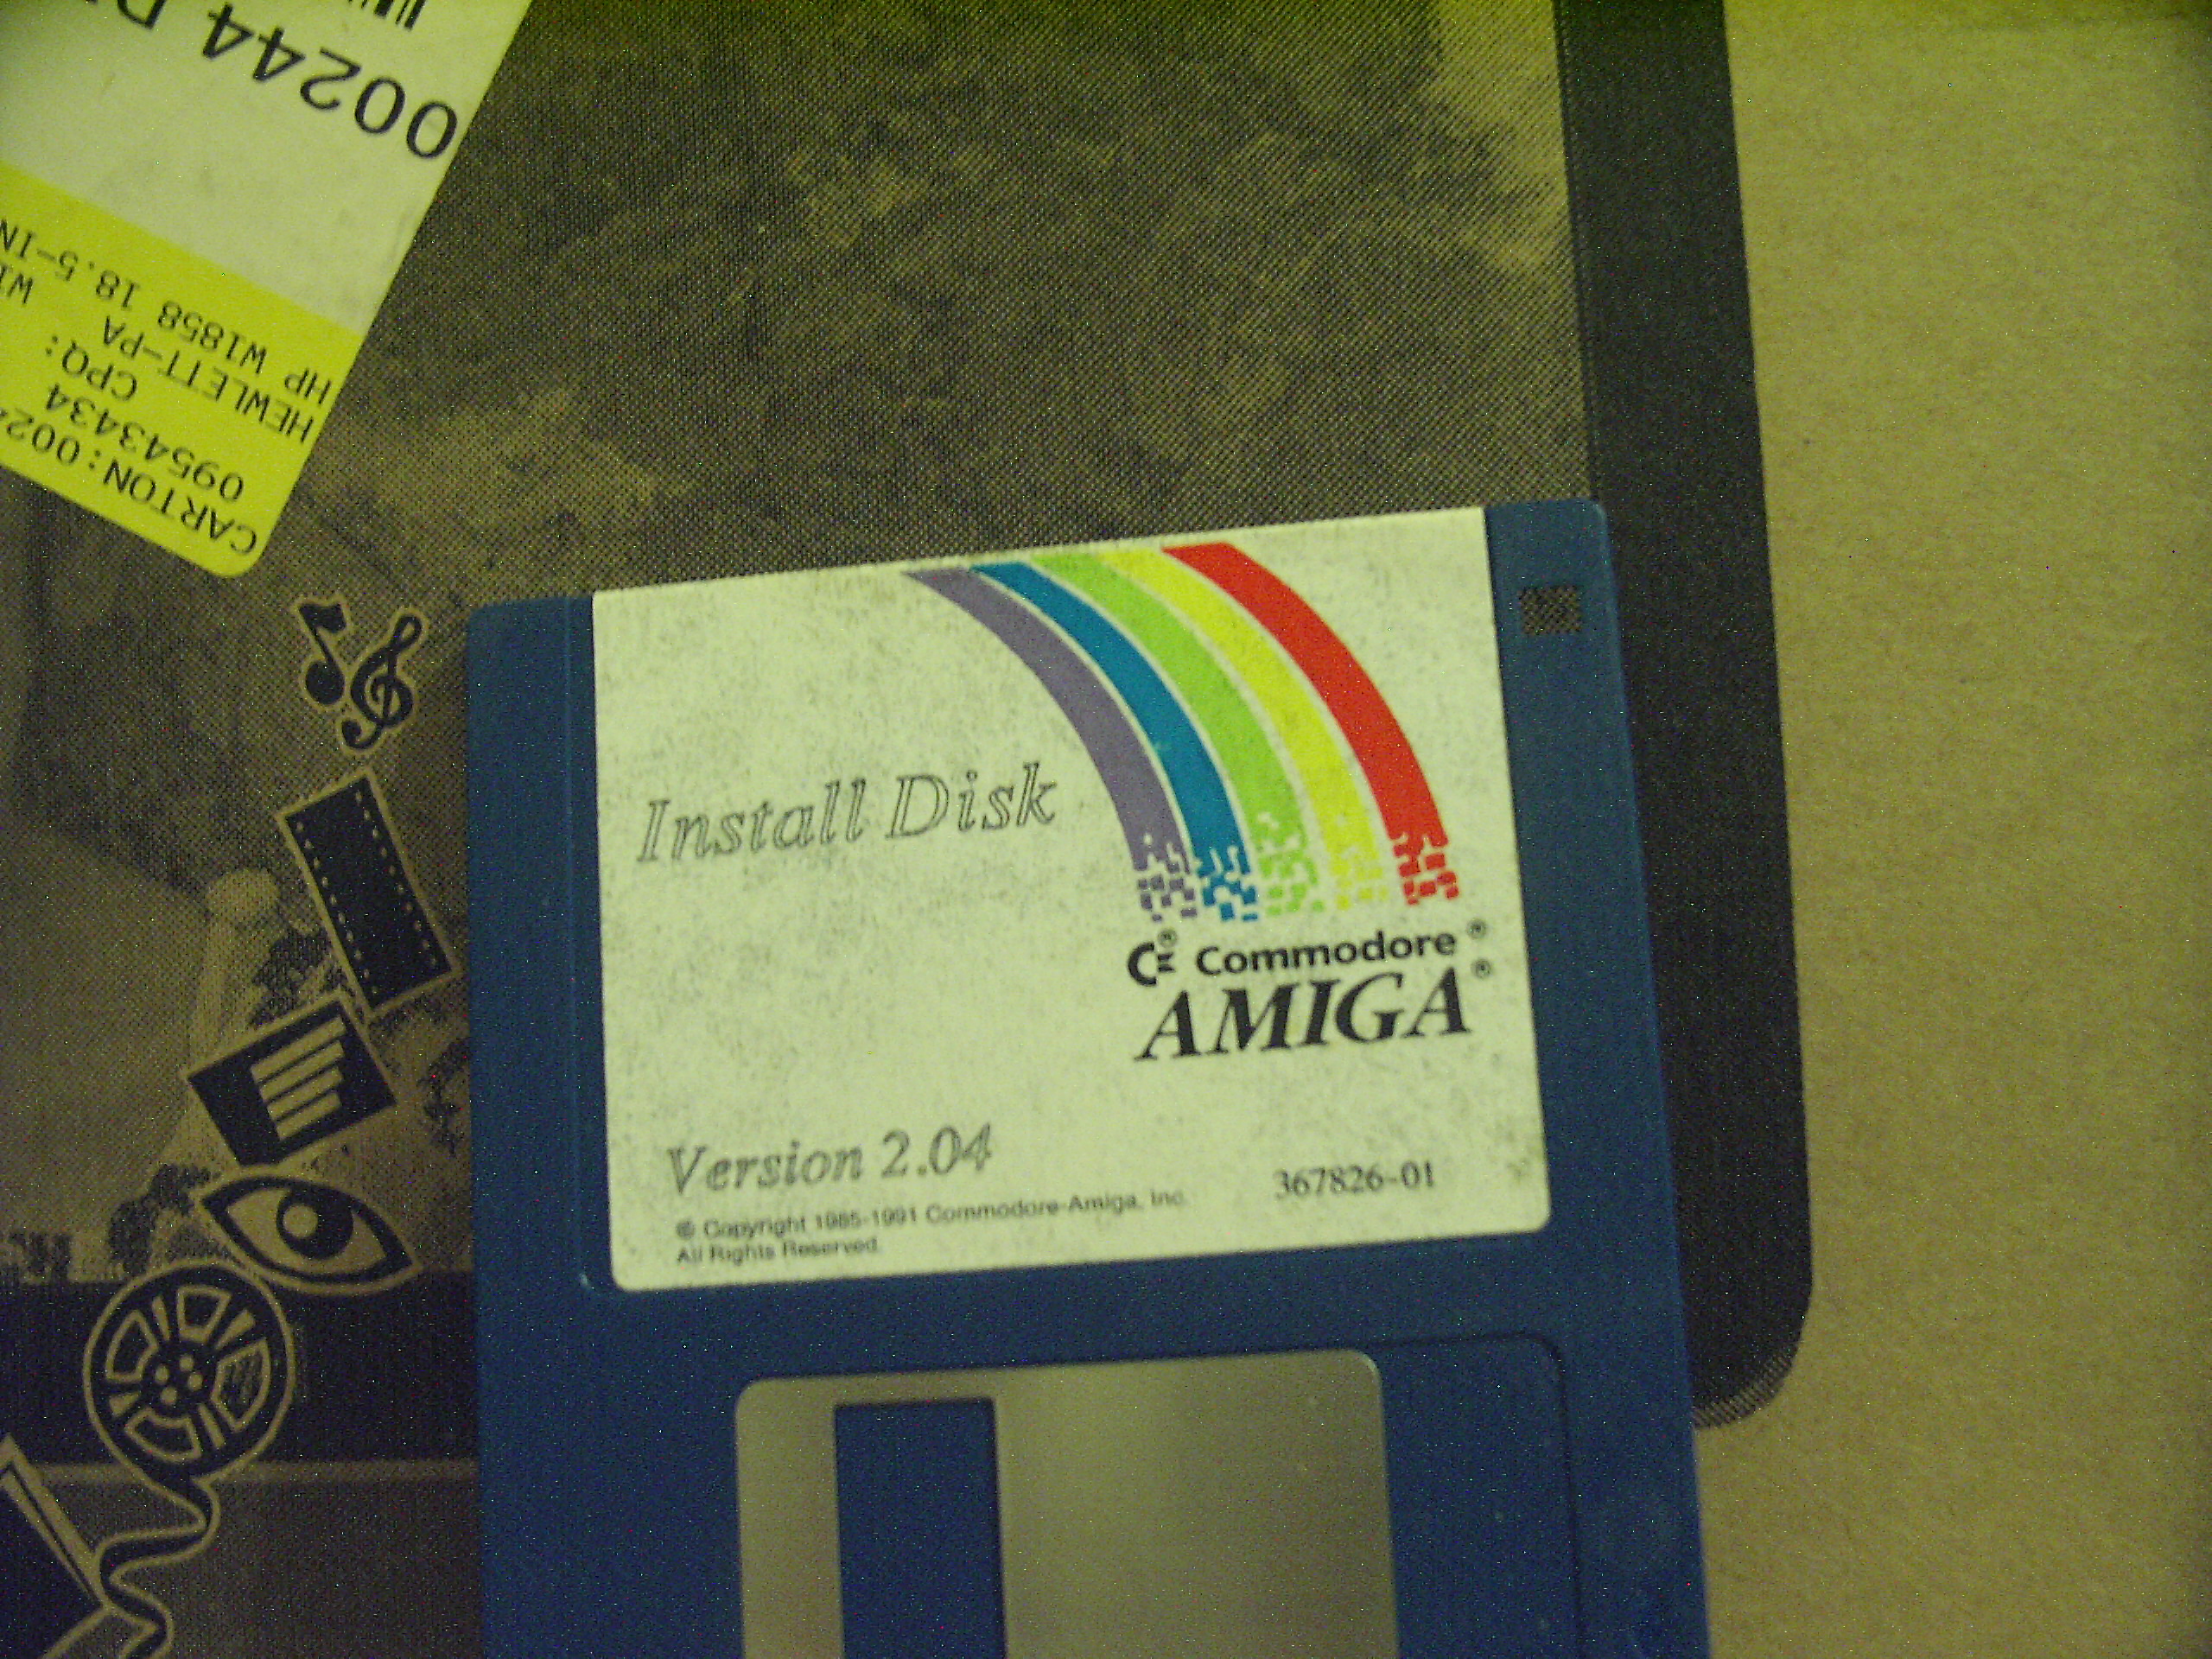 00244
HP W1858 18.5-IN
HEWLETT-PA
CPQ:
09543434
CARTON:002
Install Disk
C® Commodore®
AMIGA®
Version 2.04
367826-01
© Copyright 1985-1991 Commodore-Amiga, Inc.
All Rights Reserved.